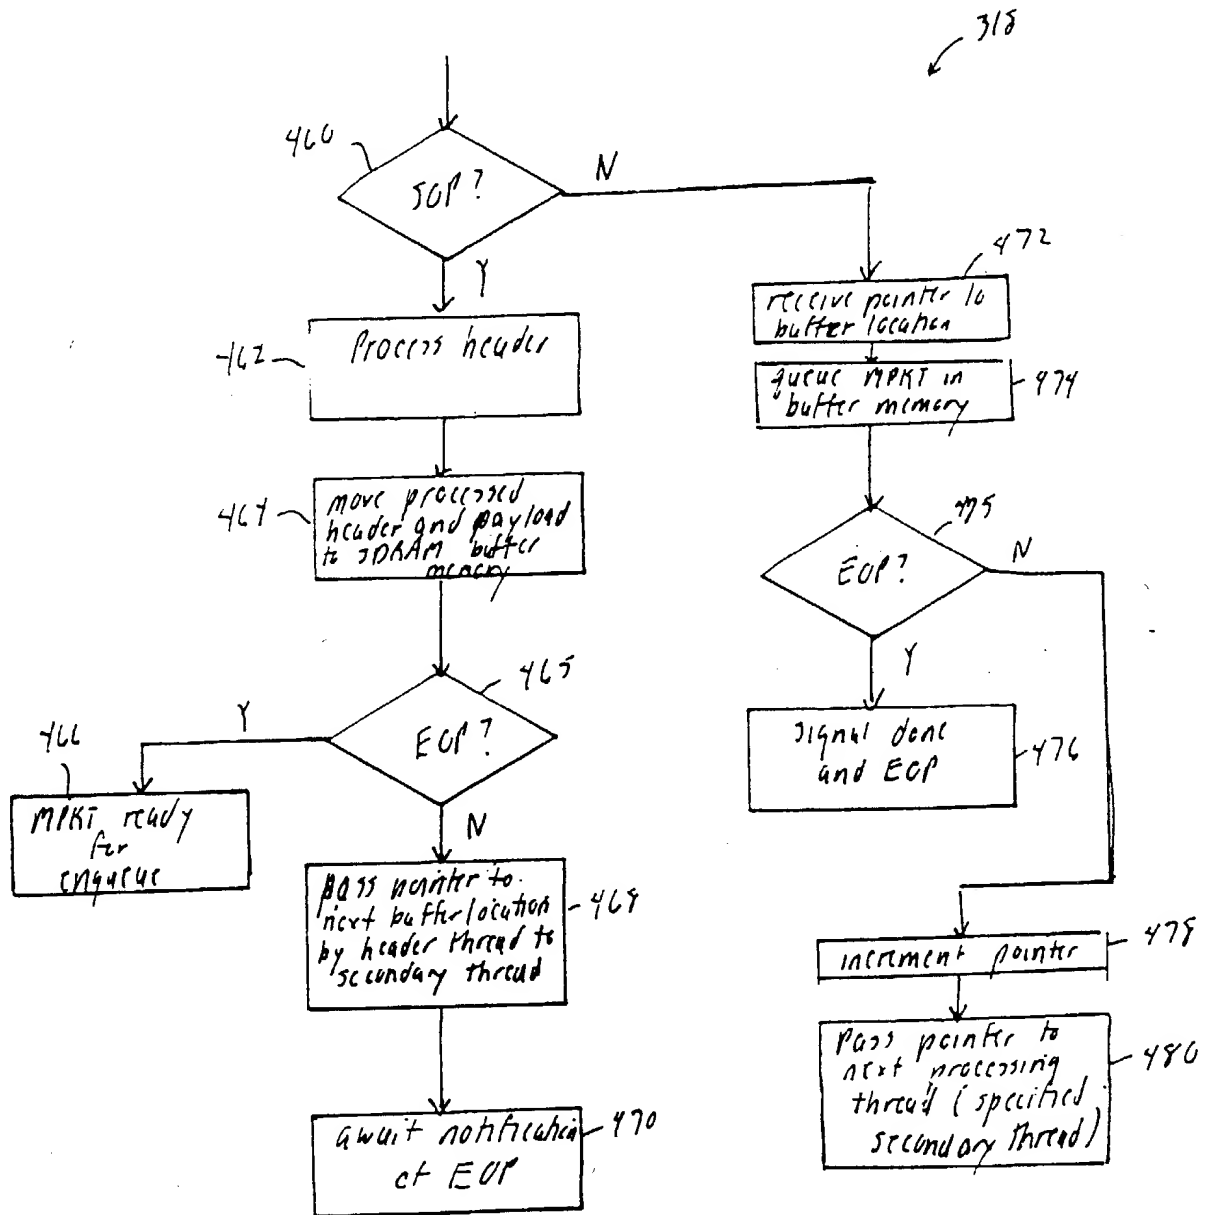 318
460
SOP?
N
Y
472
receive pointer to
buffer location
462
Process header
queue MPKT in
buffer memory
474
464
move processed
header and payload
to SDRAM buffer
memory
475
EOP?
N
Y
465
EOP?
Y
466
N
signal done
and EOP
476
MPKT ready
for
enqueue
pass pointer to
next buffer location
by header thread to
secondary thread
468
increment pointer
478
Pass pointer to
next processing
thread (specified
secondary thread)
480
await notification
of EOP
470